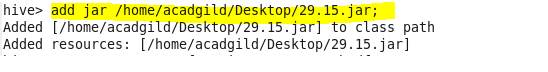 hive> add jar /home/acadgild/Desktop/29.15.jar;
Added [/home/acadgild/Desktop/29.15.jar] to class path
Added resources: [/home/acadgild/Desktop/29.15.jar]